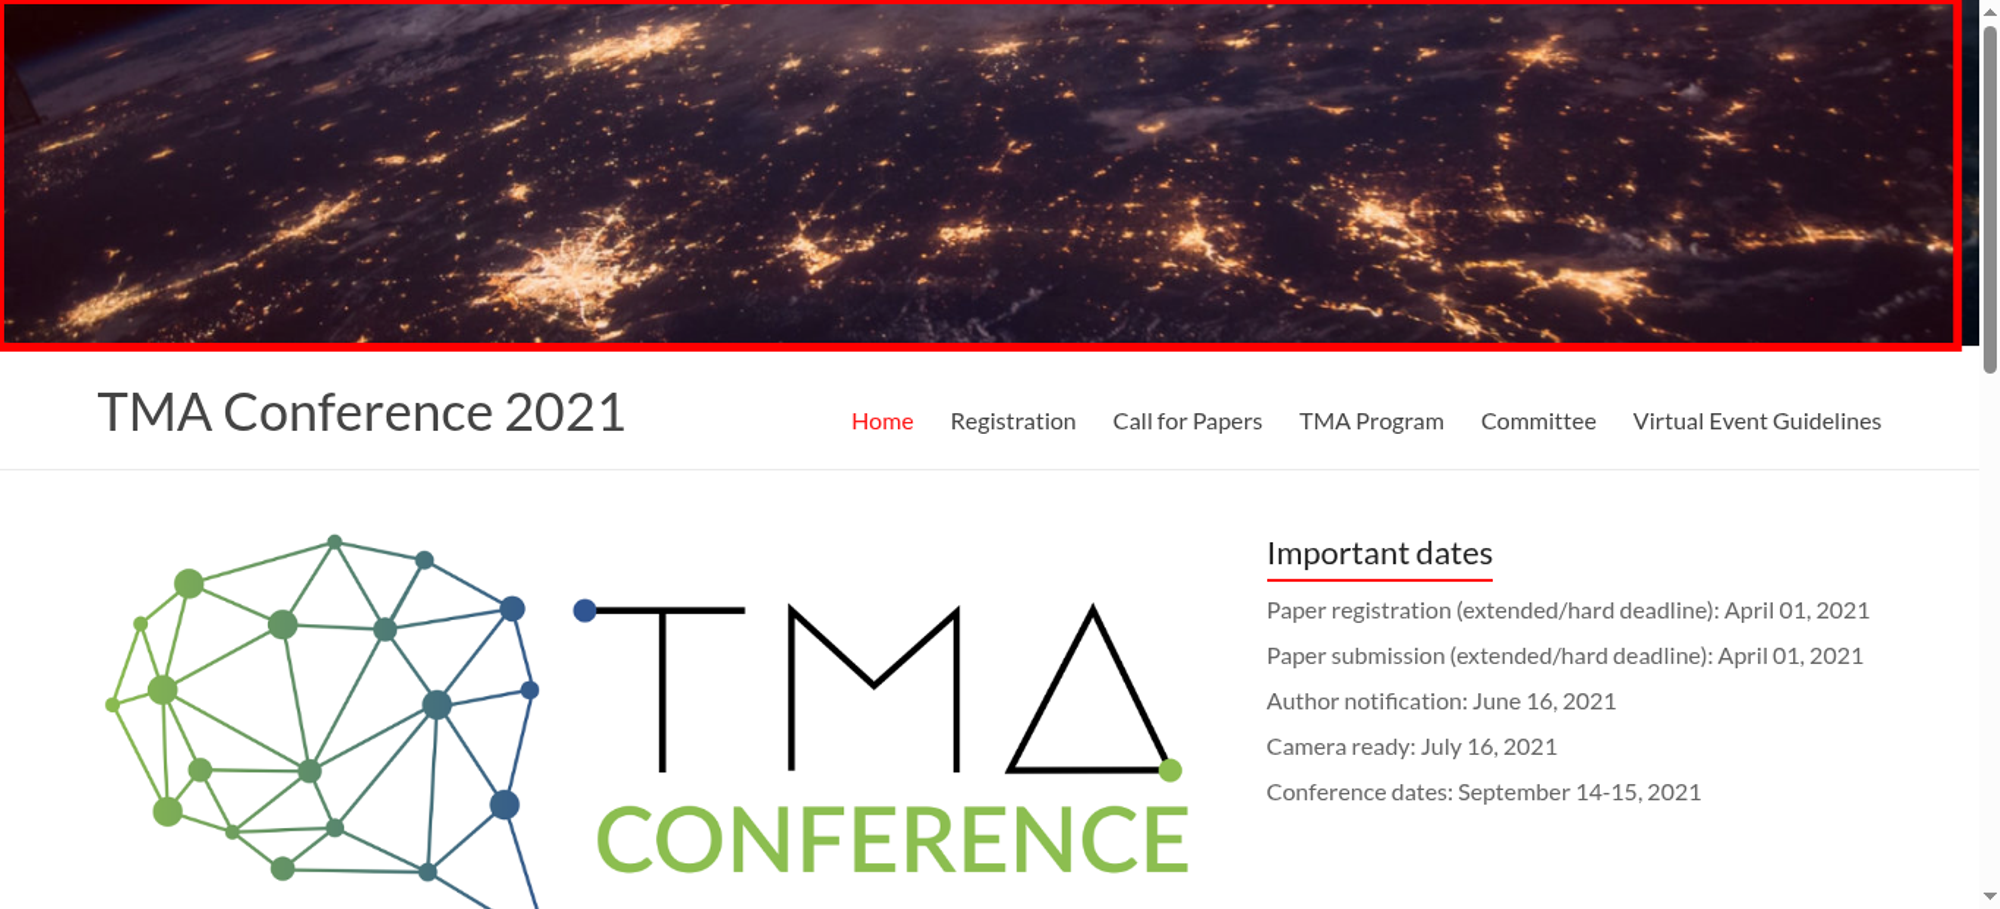 TMA Conference 2021
Home Registration Call for Papers TMA Program Committee Virtual Event Guidelines
TMA
CONFERENCE
Important dates
Paper registration (extended/hard deadline): April 01, 2021
Paper submission (extended/hard deadline): April 01, 2021
Author notification: June 16, 2021
Camera ready: July 16, 2021
Conference dates: September 14-15, 2021